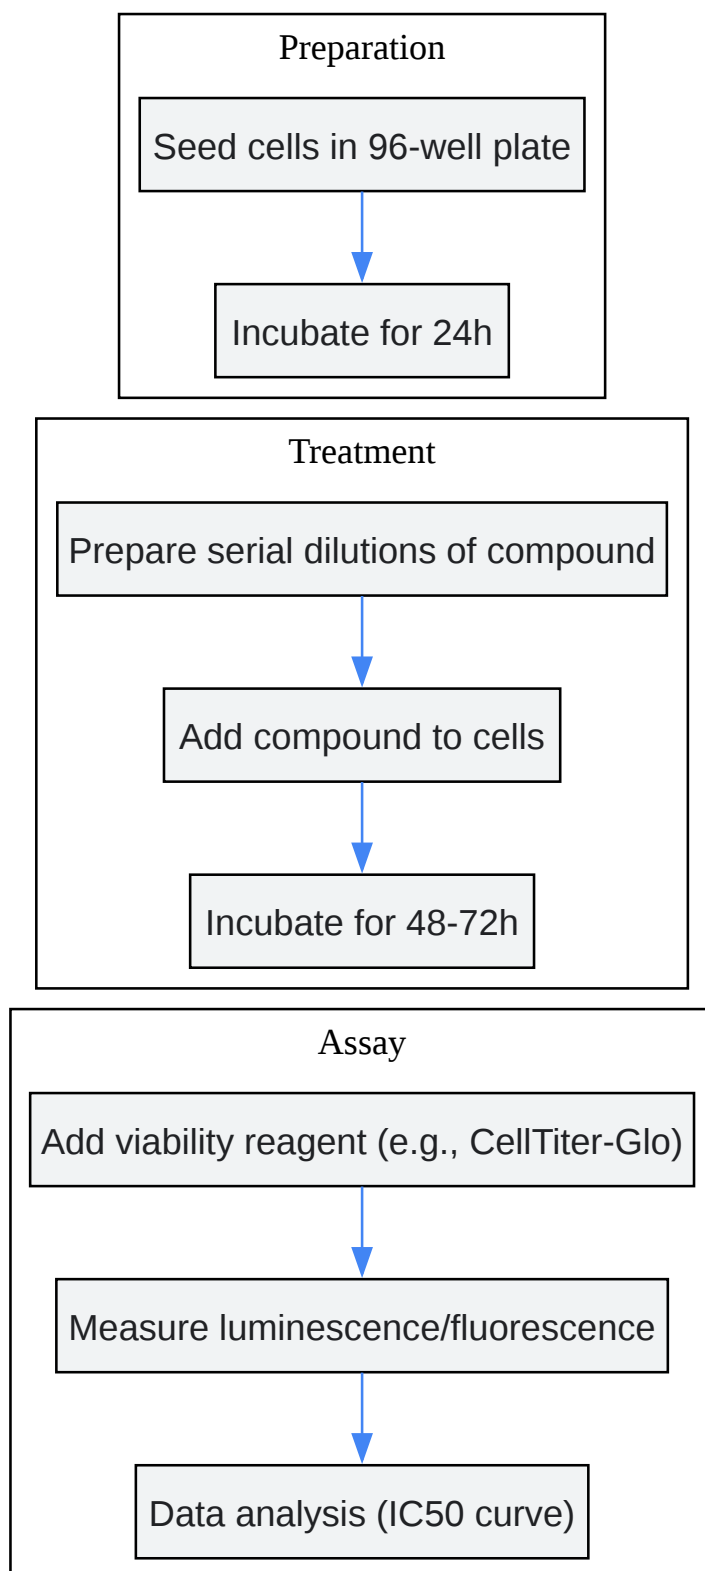 Preparation
Seed cells in 96-well plate
Incubate for 24h
Treatment
Prepare serial dilutions of compound
Add compound to cells
Incubate for 48-72h
Assay
Add viability reagent (e.g., CellTiter-Glo)
Measure luminescence/fluorescence
Data analysis (IC50 curve)